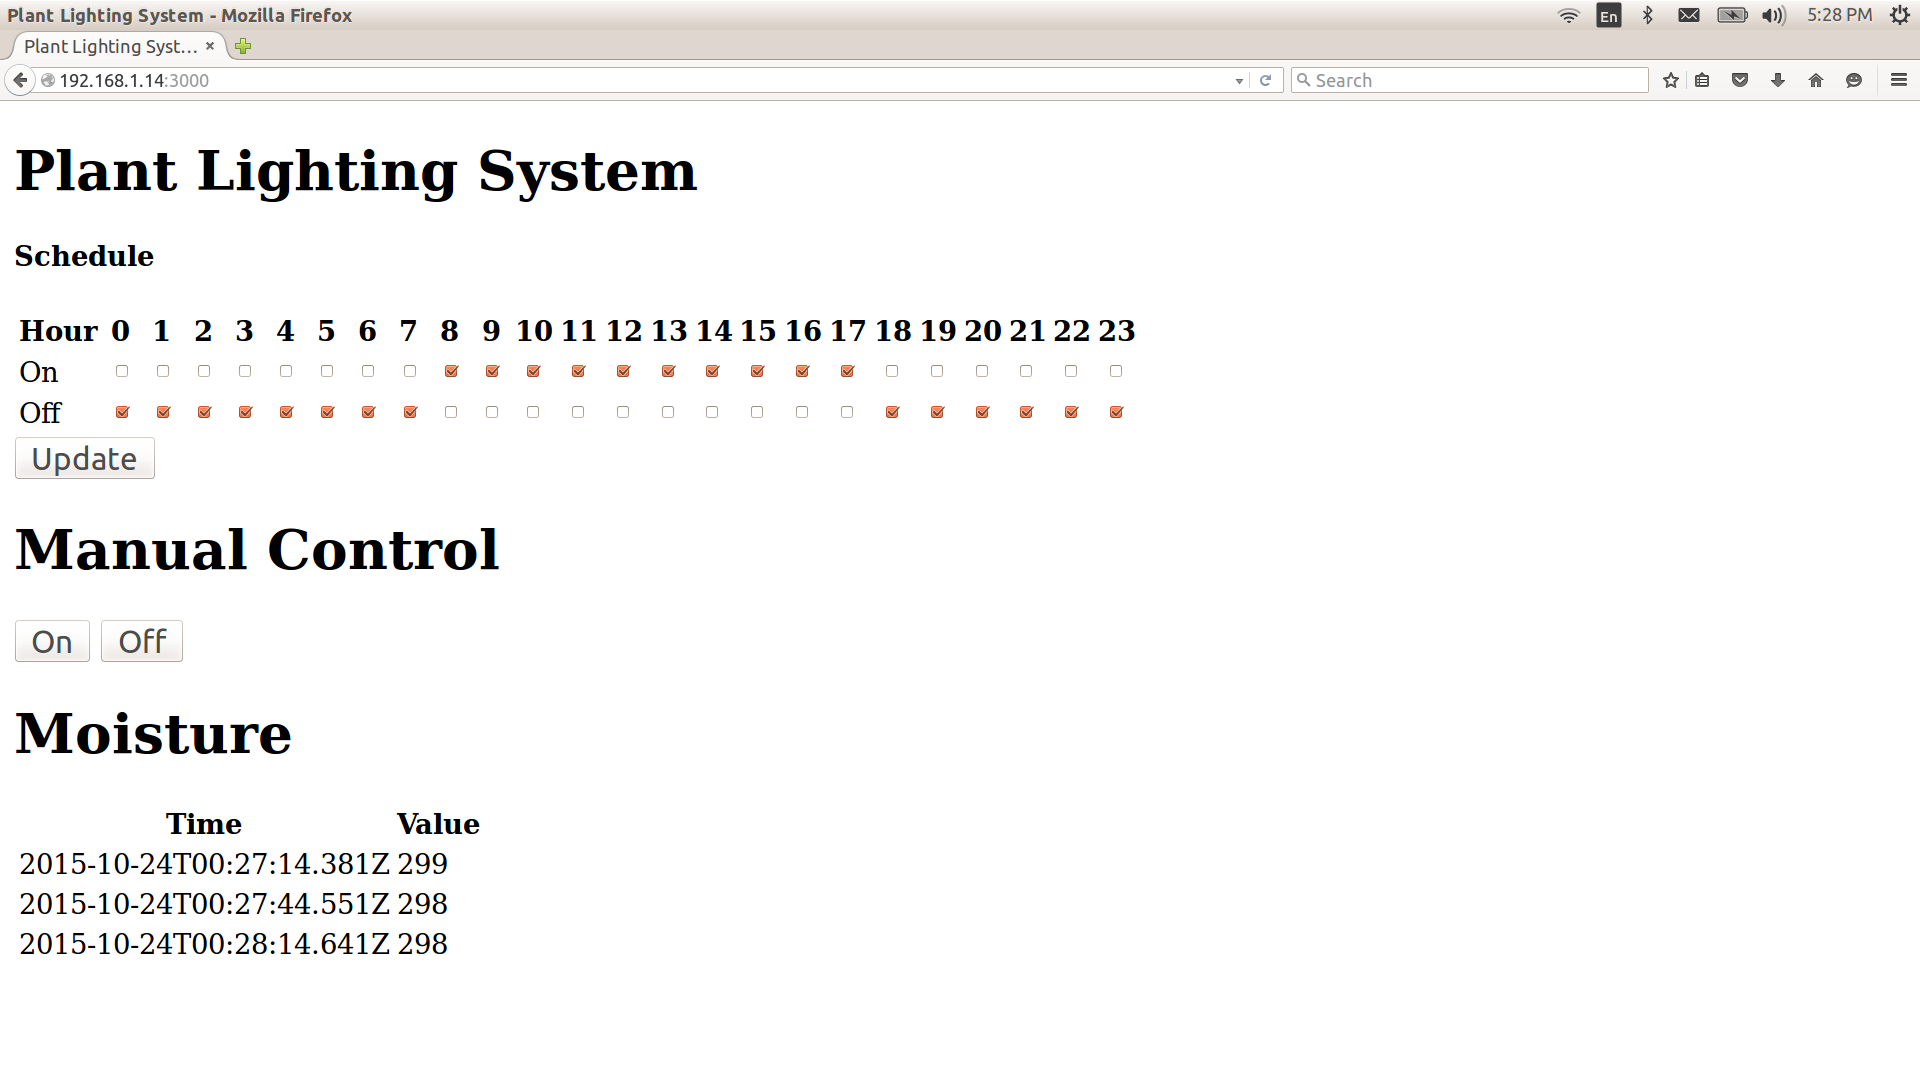 Plant Lighting System - Mozilla Firefox
En
5:28 PM
Plant Lighting Syst...
192.168.1.14:3000
Search
Plant Lighting System
Schedule
Hour 0 1 2 3 4 5 6 7 8 9 10 11 12 13 14 15 16 17 18 19 20 21 22 23
On
Off
Update
Manual Control
On Off
Moisture
Time Value
2015-10-24T00:27:14.381Z 299
2015-10-24T00:27:44.551Z 298
2015-10-24T00:28:14.641Z 298